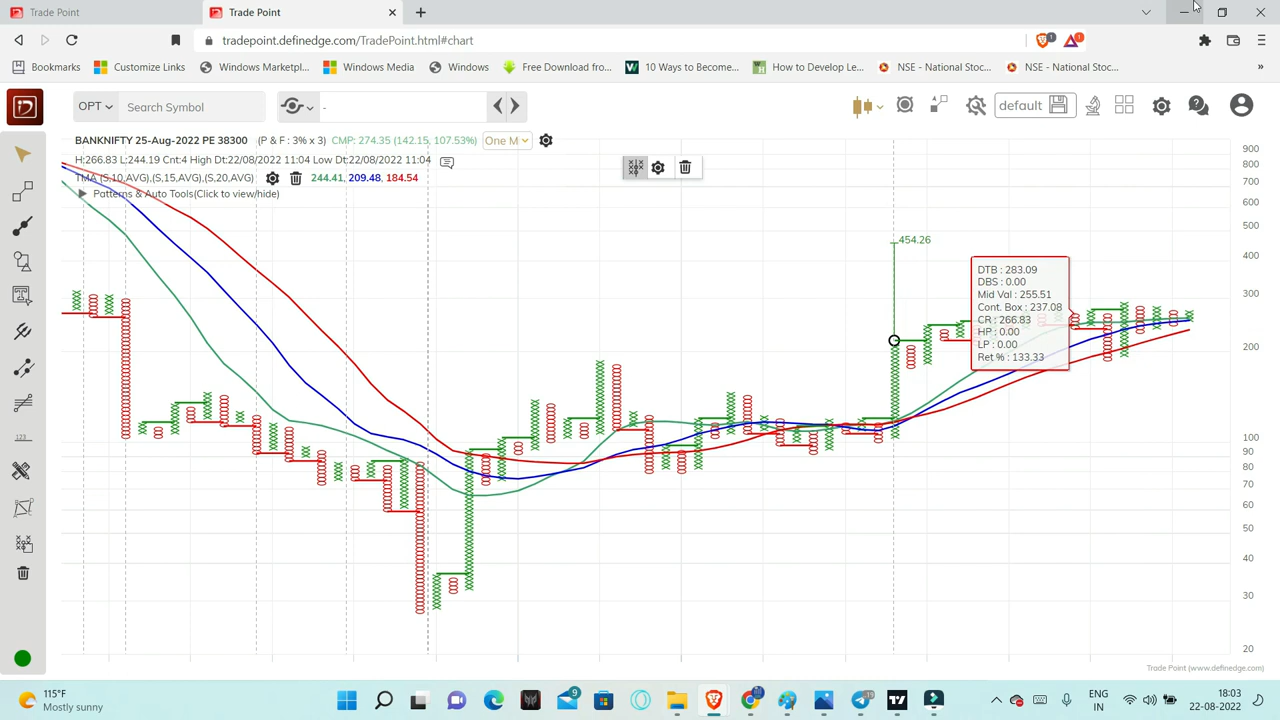 Trade Point
Trade Point
tradepoint.definedge.com/TradePoint.html#chart
1
1
Bookmarks
Customize Links
Windows Marketpl...
Windows Media
Windows
Free Download from...
10 Ways to Become...
How to Develop Le...
NSE - National Stoc...
NSE - National Stoc...
»
OPT
Search Symbol
-
default
BANKNIFTY 25-Aug-2022 PE 38300 (P & F : 3% x 3) CMP: 274.35 (142.15, 107.53%)
One M
H:266.83 L:244.19 Cnt:4 High Dt:22/08/2022 11:04 Low Dt:22/08/2022 11:04
TMA (S,10,AVG),(S,15,AVG),(S,20,AVG) 244.41, 209.48, 184.54
Patterns & Auto Tools(Click to view/hide)
454.26
DTB : 283.09
DBS : 0.00
Mid Val : 255.51
Cont. Box : 237.08
CR : 266.83
HP : 0.00
LP : 0.00
Ret % : 133.33
900
800
700
600
500
400
300
200
100
90
80
70
60
50
40
30
20
123
Trade Point (www.definedge.com)
115°F
Mostly sunny
9
ENG
IN
18:03
22-08-2022